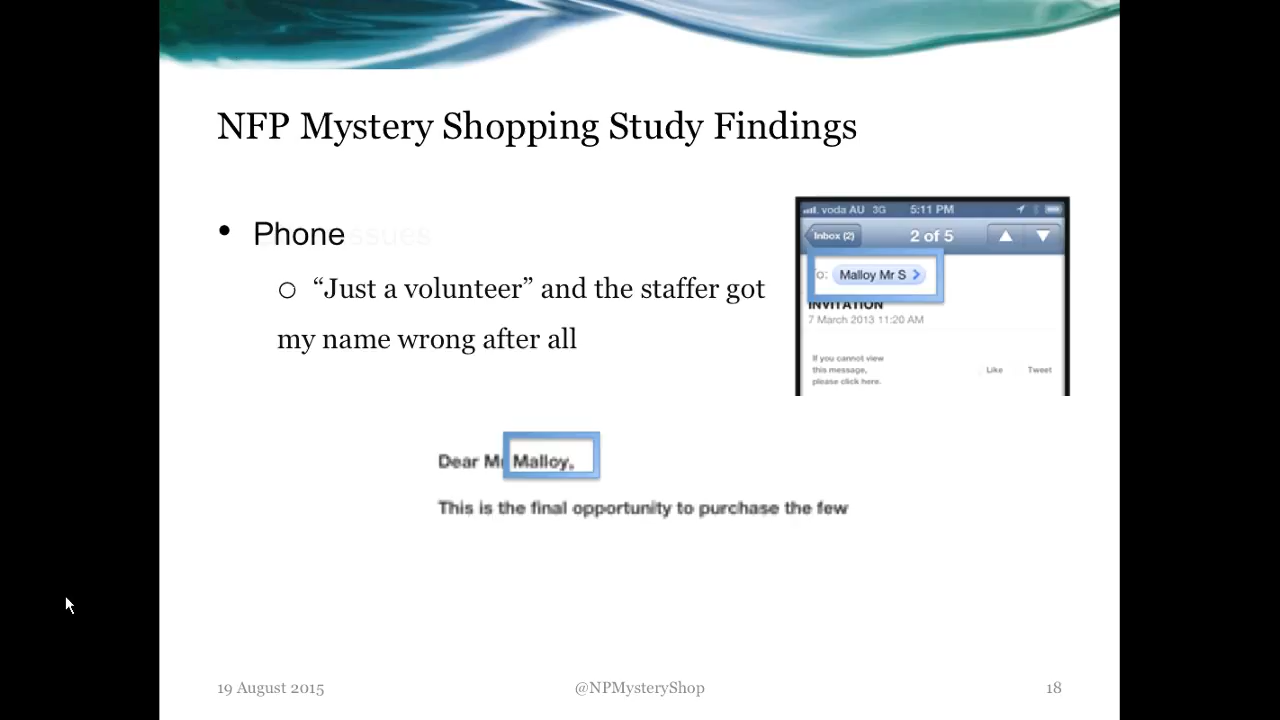 NFP Mystery Shopping Study Findings
• Phone issues
○ “Just a volunteer” and the staffer got
my name wrong after all
voda AU 3G 5:11 PM
Inbox (2) 2 of 5
To: Malloy Mr S
INVITATION
7 March 2013 11:20 AM
If you cannot view
this message,
please click here.
Like Tweet
Dear Mr Malloy,
This is the final opportunity to purchase the few
19 August 2015 @NPMysteryShop 18